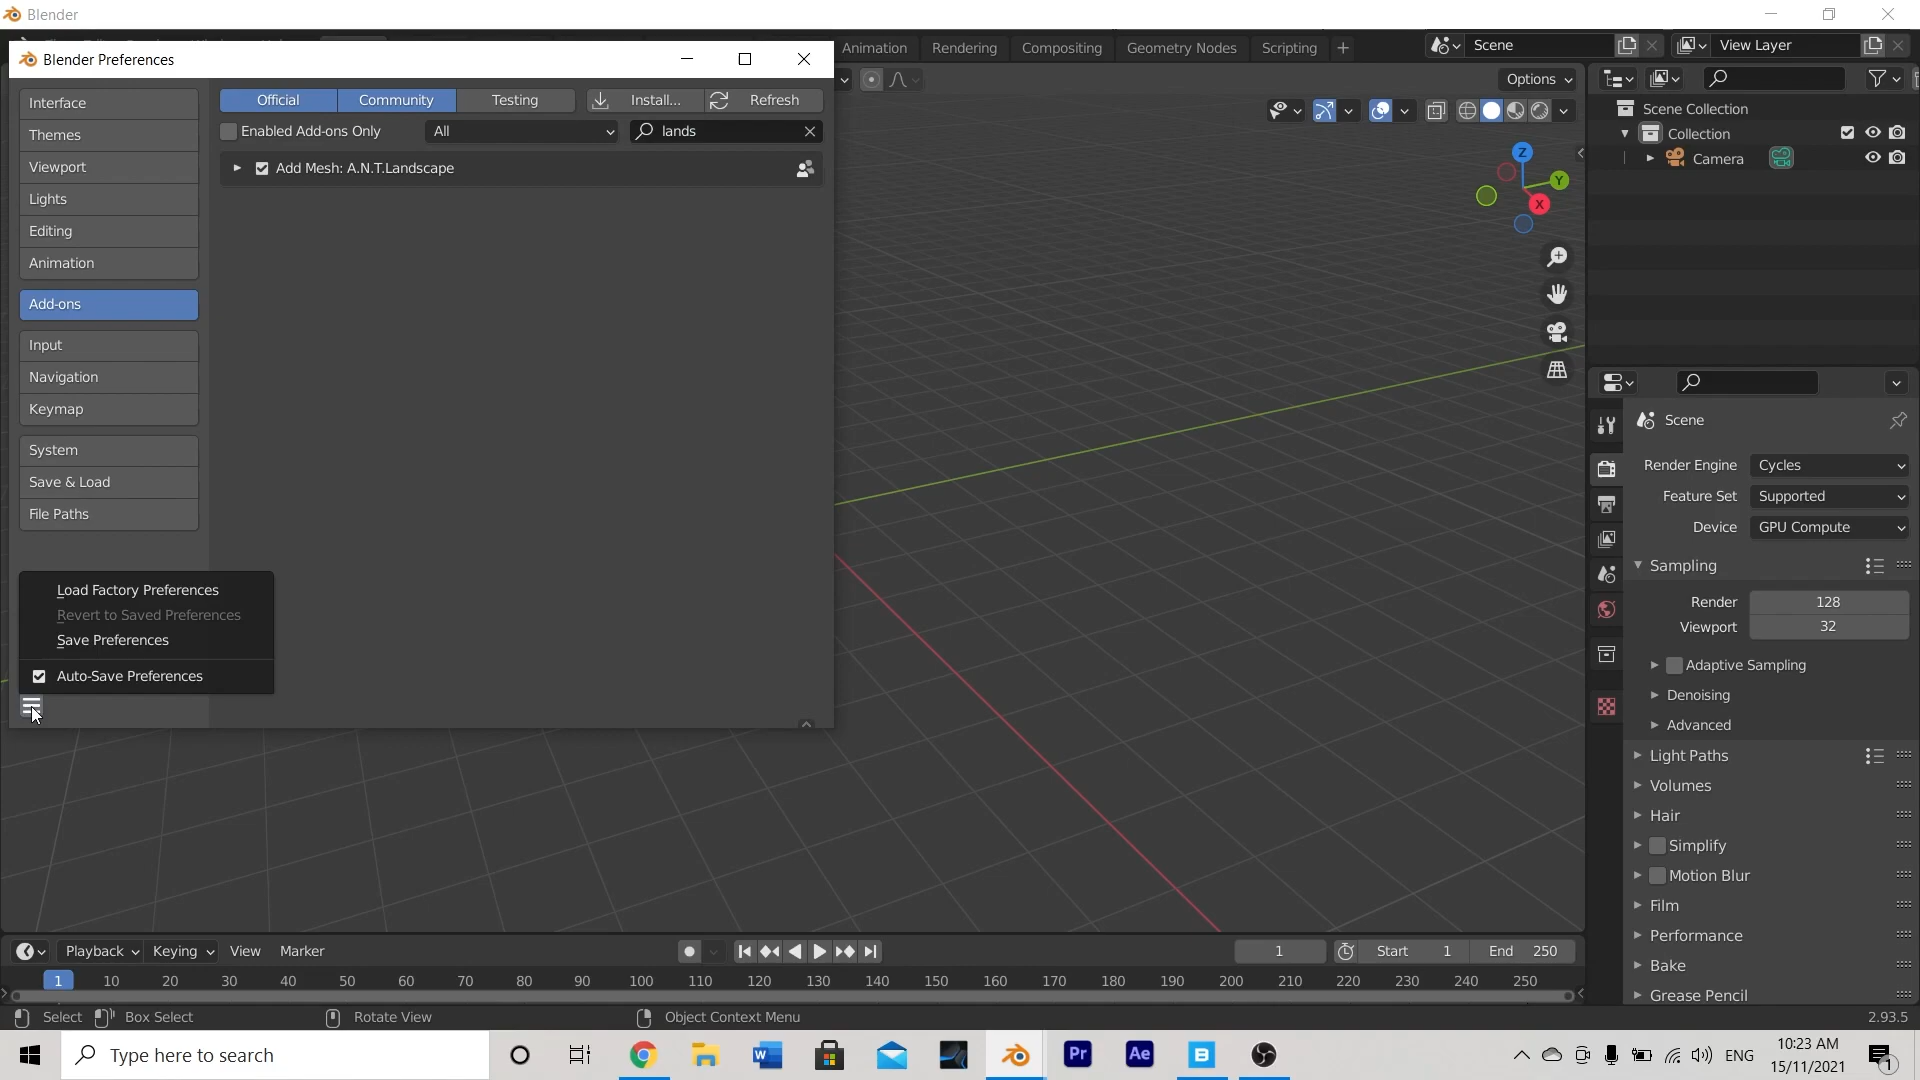 Blender
Blender Preferences
Animation
Rendering
Compositing
Geometry Nodes
Scripting
Scene
View Layer
Interface
Themes
Viewport
Lights
Editing
Animation
Add-ons
Input
Navigation
Keymap
System
Save & Load
File Paths
Official
Community
Testing
Install...
Refresh
Enabled Add-ons Only
All
lands
Add Mesh: A.N.T.Landscape
Load Factory Preferences
Revert to Saved Preferences
Save Preferences
Auto-Save Preferences
Options
Z
Y
X
Scene Collection
Collection
Camera
Scene
Render Engine Cycles
Feature Set Supported
Device GPU Compute
Sampling
Render 128
Viewport 32
Adaptive Sampling
Denoising
Advanced
Light Paths
Volumes
Hair
Simplify
Motion Blur
Film
Performance
Bake
Grease Pencil
Playback Keying View Marker
1
Start 1
End 250
1 10 20 30 40 50 60 70 80 90 100 110 120 130 140 150 160 170 180 190 200 210 220 230 240 250
Select
Box Select
Rotate View
Object Context Menu
2.93.5
Type here to search
W
Pr
Ae
ENG
10:23 AM
15/11/2021
1